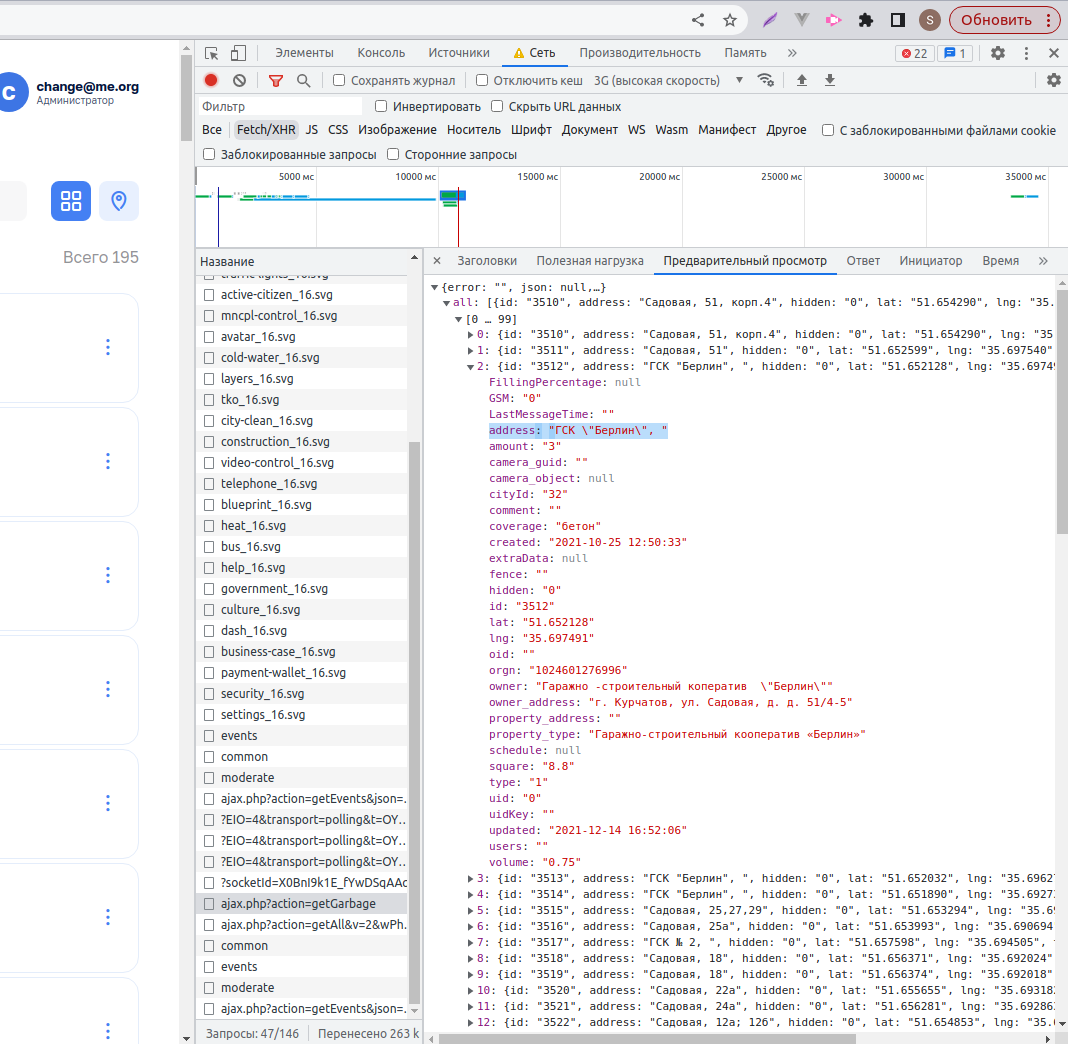 S
Обновить
C
change@me.org
Администратор
Всего 195
Элементы Консоль Источники Сеть Производительность Память
22 1
Сохранять журнал Отключить кеш 3G (высокая скорость)
Фильтр Инвертировать Скрыть URL данных
Все Fetch/XHR JS CSS Изображение Носитель Шрифт Документ WS Wasm Манифест Другое С заблокированными файлами cookie
Заблокированные запросы Сторонние запросы
5000 мс 10000 мс 15000 мс 20000 мс 25000 мс 30000 мс 35000 мс
Название
traffic-lights_16.svg
active-citizen_16.svg
mncpl-control_16.svg
avatar_16.svg
cold-water_16.svg
layers_16.svg
tko_16.svg
city-clean_16.svg
construction_16.svg
video-control_16.svg
telephone_16.svg
blueprint_16.svg
heat_16.svg
bus_16.svg
help_16.svg
government_16.svg
culture_16.svg
dash_16.svg
business-case_16.svg
payment-wallet_16.svg
security_16.svg
settings_16.svg
events
common
moderate
ajax.php?action=getEvents&json=…
?EIO=4&transport=polling&t=OY…
?EIO=4&transport=polling&t=OY…
?EIO=4&transport=polling&t=OY…
?socketId=X0BnI9k1E_fYwDSqAAc
ajax.php?action=getGarbage
ajax.php?action=getAll&v=2&wPh…
common
events
moderate
ajax.php?action=getEvents&json=…
Запросы: 47/146 Перенесено 263 k
Заголовки Полезная нагрузка Предварительный просмотр Ответ Инициатор Время
{error: "", json: null,…}
all: [{id: "3510", address: "Садовая, 51, корп.4", hidden: "0", lat: "51.654290", lng: "35.
[0 … 99]
0: {id: "3510", address: "Садовая, 51, корп.4", hidden: "0", lat: "51.654290", lng: "35
1: {id: "3511", address: "Садовая, 51", hidden: "0", lat: "51.652599", lng: "35.697540"
2: {id: "3512", address: "ГСК "Берлин", ", hidden: "0", lat: "51.652128", lng: "35.69749
FillingPercentage: null
GSM: "0"
LastMessageTime: ""
address: "ГСК \"Берлин\", "
amount: "3"
camera_guid: ""
camera_object: null
cityId: "32"
comment: ""
coverage: "бетон"
created: "2021-10-25 12:50:33"
extraData: null
fence: ""
hidden: "0"
id: "3512"
lat: "51.652128"
lng: "35.697491"
oid: ""
orgn: "1024601276996"
owner: "Гаражно -строительный коператив  \"Берлин\""
owner_address: "г. Курчатов, ул. Садовая, д. д. 51/4-5"
property_address: ""
property_type: "Гаражно-строительный кооператив «Берлин»"
schedule: null
square: "8.8"
type: "1"
uid: "0"
uidKey: ""
updated: "2021-12-14 16:52:06"
users: ""
volume: "0.75"
3: {id: "3513", address: "ГСК "Берлин", ", hidden: "0", lat: "51.652032", lng: "35.6962
4: {id: "3514", address: "ГСК "Берлин", ", hidden: "0", lat: "51.651890", lng: "35.6927
5: {id: "3515", address: "Садовая, 25,27,29", hidden: "0", lat: "51.653294", lng: "35.69
6: {id: "3516", address: "Садовая, 25а", hidden: "0", lat: "51.653993", lng: "35.690694
7: {id: "3517", address: "ГСК № 2, ", hidden: "0", lat: "51.657598", lng: "35.694505",
8: {id: "3518", address: "Садовая, 18", hidden: "0", lat: "51.656371", lng: "35.692024"
9: {id: "3519", address: "Садовая, 18", hidden: "0", lat: "51.656374", lng: "35.692018"
10: {id: "3520", address: "Садовая, 22а", hidden: "0", lat: "51.655655", lng: "35.69318
11: {id: "3521", address: "Садовая, 24а", hidden: "0", lat: "51.656281", lng: "35.69286
12: {id: "3522", address: "Садовая, 12а; 12б", hidden: "0", lat: "51.654853", lng: "35.